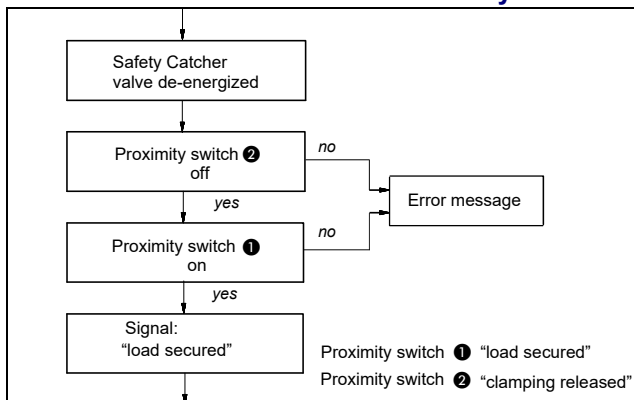 Safety Catcher
valve de-energized
Proximity switch ❷
off
no
yes
Error message
Proximity switch ❶
on
no
yes
Signal:
“load secured”
Proximity switch ❶ “load secured”
Proximity switch ❷ “clamping released”